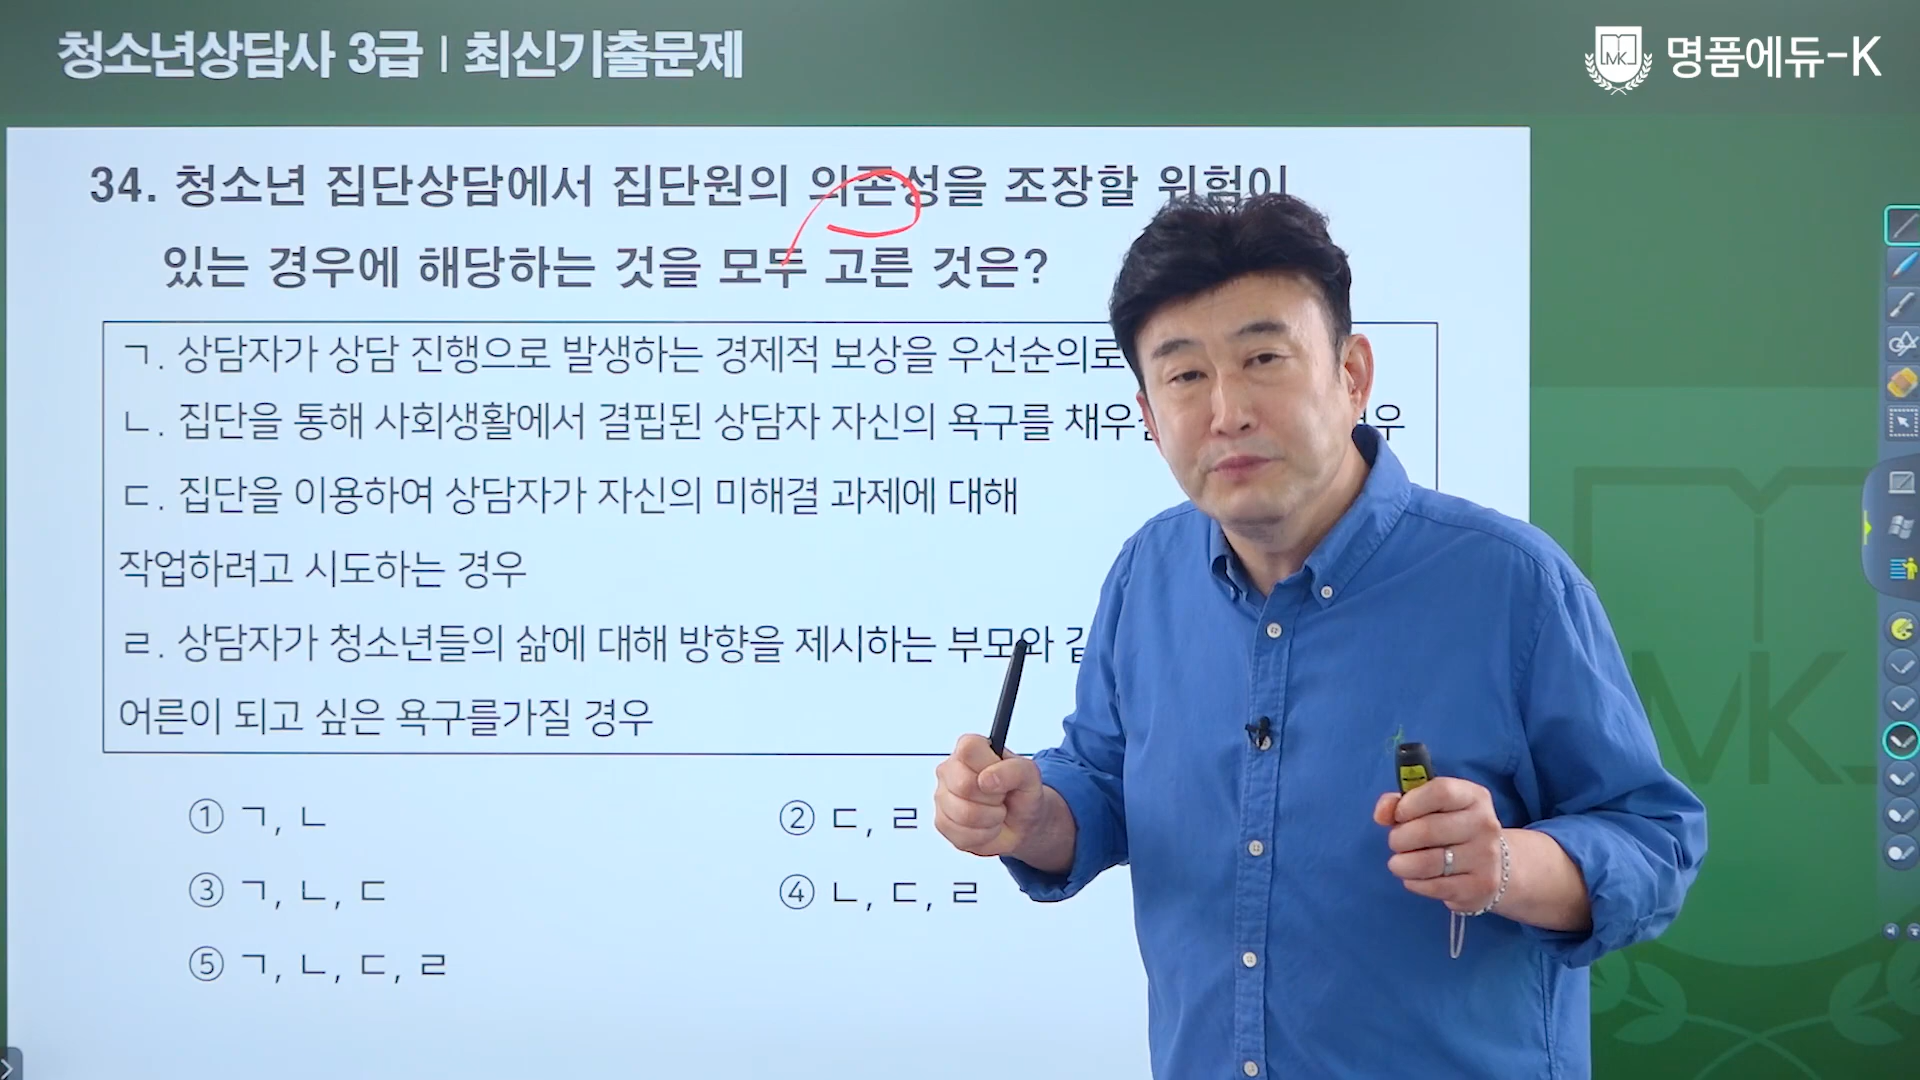 청소년상담사 3급 | 최신기출문제
명품에듀-K
MK
34. 청소년 집단상담에서 집단원의 의존성을 조장할 위험이
있는 경우에 해당하는 것을 모두 고른 것은?
ㄱ. 상담자가 상담 진행으로 발생하는 경제적 보상을 우선순의로
ㄴ. 집단을 통해 사회생활에서 결핍된 상담자 자신의 욕구를
ㄷ. 집단을 이용하여 상담자가 자신의 미해결 과제에 대해
작업하려고 시도하는 경우
ㄹ. 상담자가 청소년들의 삶에 대해 방향을 제시하는 부모와
어른이 되고 싶은 욕구를가질 경우
① ㄱ, ㄴ
② ㄷ, ㄹ
③ ㄱ, ㄴ, ㄷ
④ ㄴ, ㄷ, ㄹ
⑤ ㄱ, ㄴ, ㄷ, ㄹ
MK